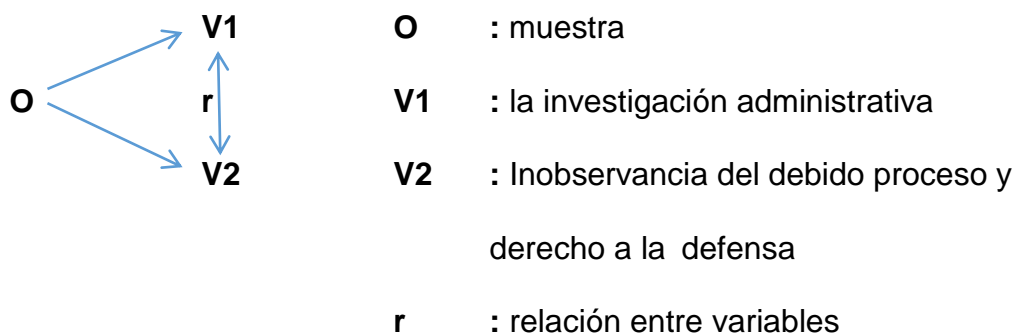 V1 O : muestra
O r V1 : la investigación administrativa
V2 V2 : Inobservancia del debido proceso y
derecho a la defensa
r : relación entre variables